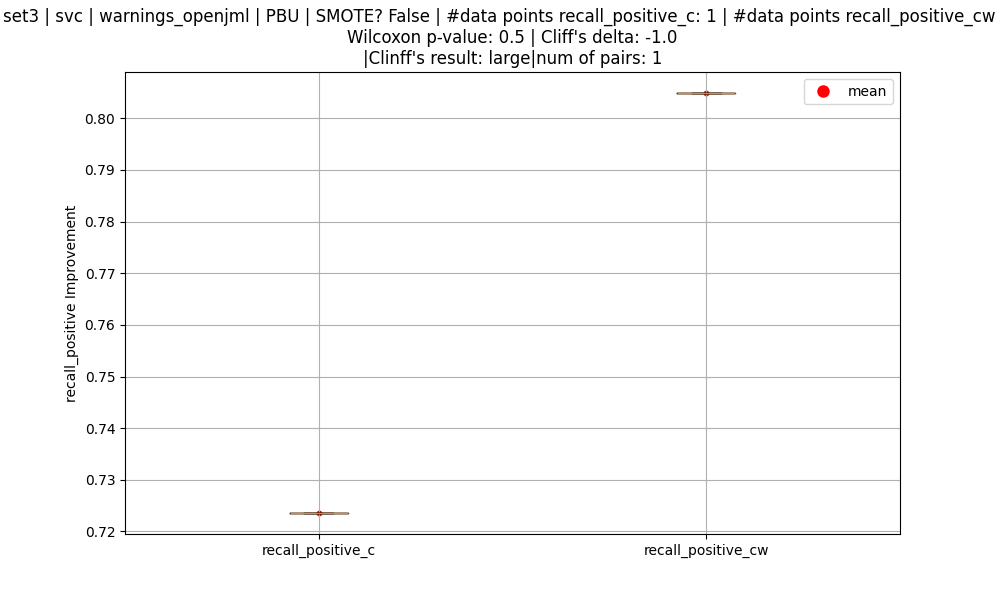 set3 | svc | warnings_openjml | PBU | SMOTE? False | #data points recall_positive_c: 1 | #data points recall_positive_cw
Wilcoxon p-value: 0.5 | Cliff's delta: -1.0
|Clinff's result: large|num of pairs: 1
mean
0.80
0.79
0.78
0.77
0.76
0.75
0.74
0.73
0.72
recall_positive Improvement
recall_positive_c
recall_positive_cw